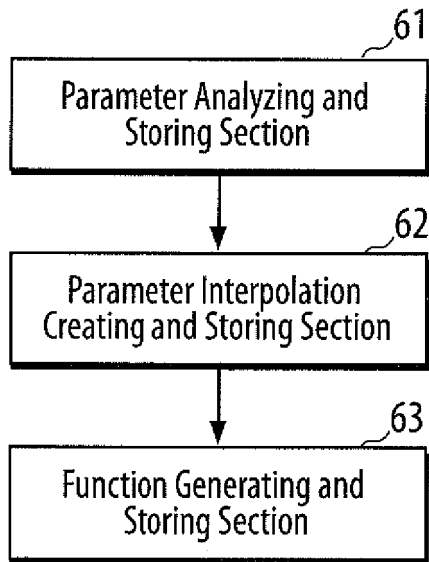 61
Parameter Analyzing and
Storing Section
62
Parameter Interpolation
Creating and Storing Section
63
Function Generating and
Storing Section